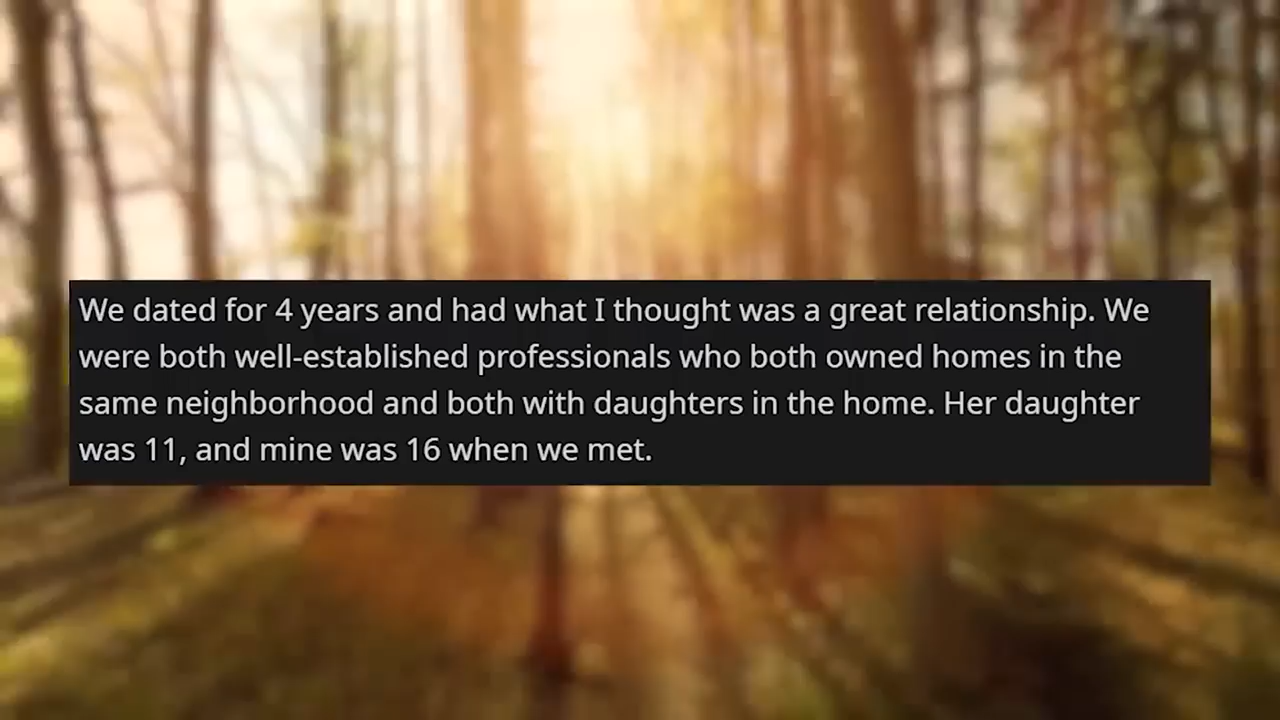 We dated for 4 years and had what I thought was a great relationship. We
were both well-established professionals who both owned homes in the
same neighborhood and both with daughters in the home. Her daughter
was 11, and mine was 16 when we met.